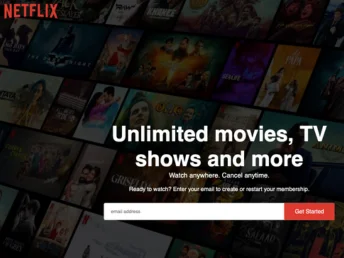 NETFLIX
Unlimited movies, TV
shows and more
Watch anywhere. Cancel anytime.
Ready to watch? Enter your email to create or restart your membership.
email address
Get Started
GRISELDA